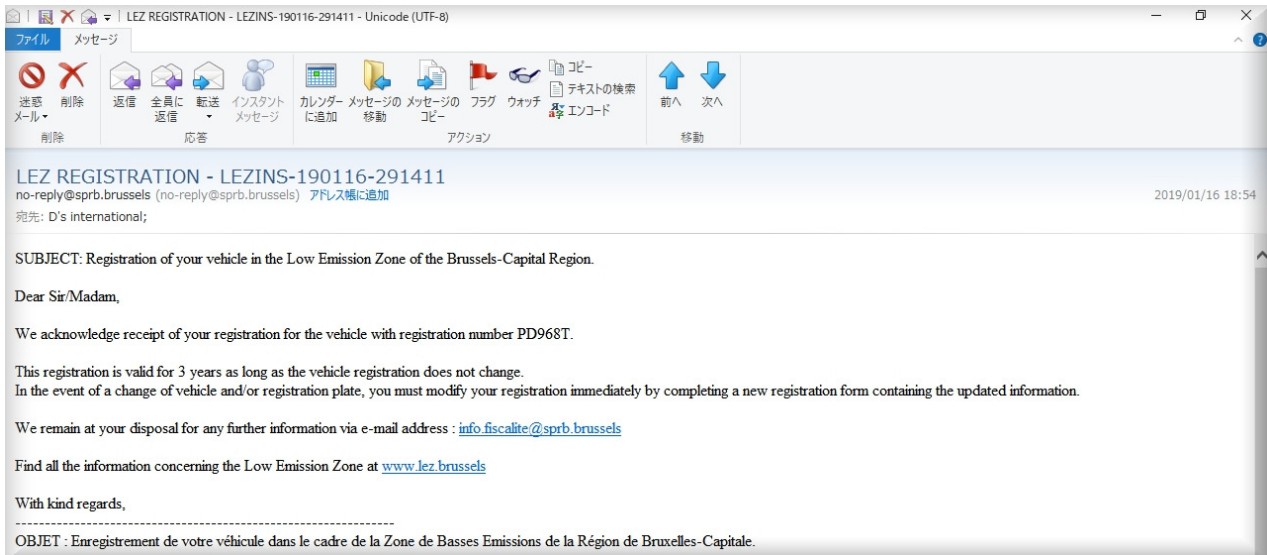 LEZ REGISTRATION - LEZINS-190116-291411 - Unicode (UTF-8)
ファイル メッセージ
迷惑メール 削除 返信 全員に返信 転送 インスタントメッセージ カレンダーに追加 メッセージの移動 メッセージのコピー フラグ ウォッチ コピー テキストの検索 エンコード 前へ 次へ
削除 応答 アクション 移動
LEZ REGISTRATION - LEZINS-190116-291411
no-reply@sprb.brussels (no-reply@sprb.brussels) アドレス帳に追加 2019/01/16 18:54
宛先: D's international;
SUBJECT: Registration of your vehicle in the Low Emission Zone of the Brussels-Capital Region.
Dear Sir/Madam,
We acknowledge receipt of your registration for the vehicle with registration number PD968T.
This registration is valid for 3 years as long as the vehicle registration does not change.
In the event of a change of vehicle and/or registration plate, you must modify your registration immediately by completing a new registration form containing the updated information.
We remain at your disposal for any further information via e-mail address : info.fiscalite@sprb.brussels
Find all the information concerning the Low Emission Zone at www.lez.brussels
With kind regards,
----------------------------------------------------------------
OBJET : Enregistrement de votre véhicule dans le cadre de la Zone de Basses Emissions de la Région de Bruxelles-Capitale.